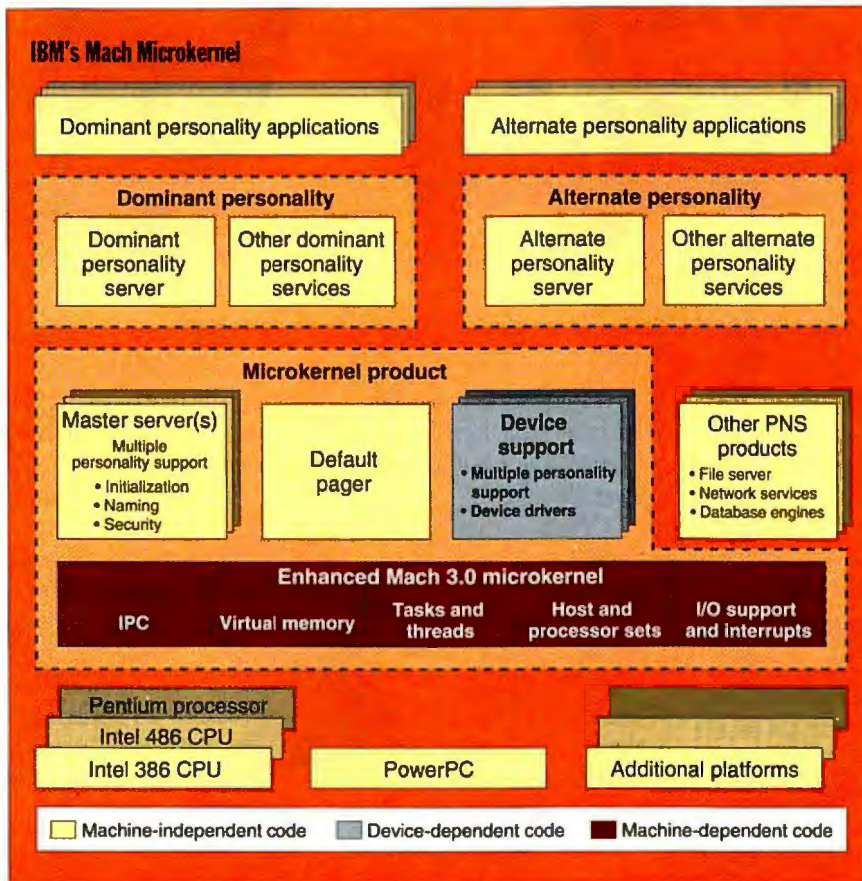 IBM's Mach Microkernel
Dominant personality applications
Alternate personality applications
Dominant personality
Dominant
personality
server
Other dominant
personality
services
Alternate personality
Alternate
personality
server
Other alternate
personality
services
Microkernel product
Master server(s)
Multiple
personality support
• Initialization
• Naming
• Security
Default
pager
Device
support
• Multiple personality
support
• Device drivers
Other PNS
products
• File server
• Network services
• Database engines
Enhanced Mach 3.0 microkernel
IPC
Virtual memory
Tasks and
threads
Host and
processor sets
I/O support
and interrupts
Pentium processor
Intel 486 CPU
Intel 386 CPU
PowerPC
Additional platforms
Machine-independent code
Device-dependent code
Machine-dependent code